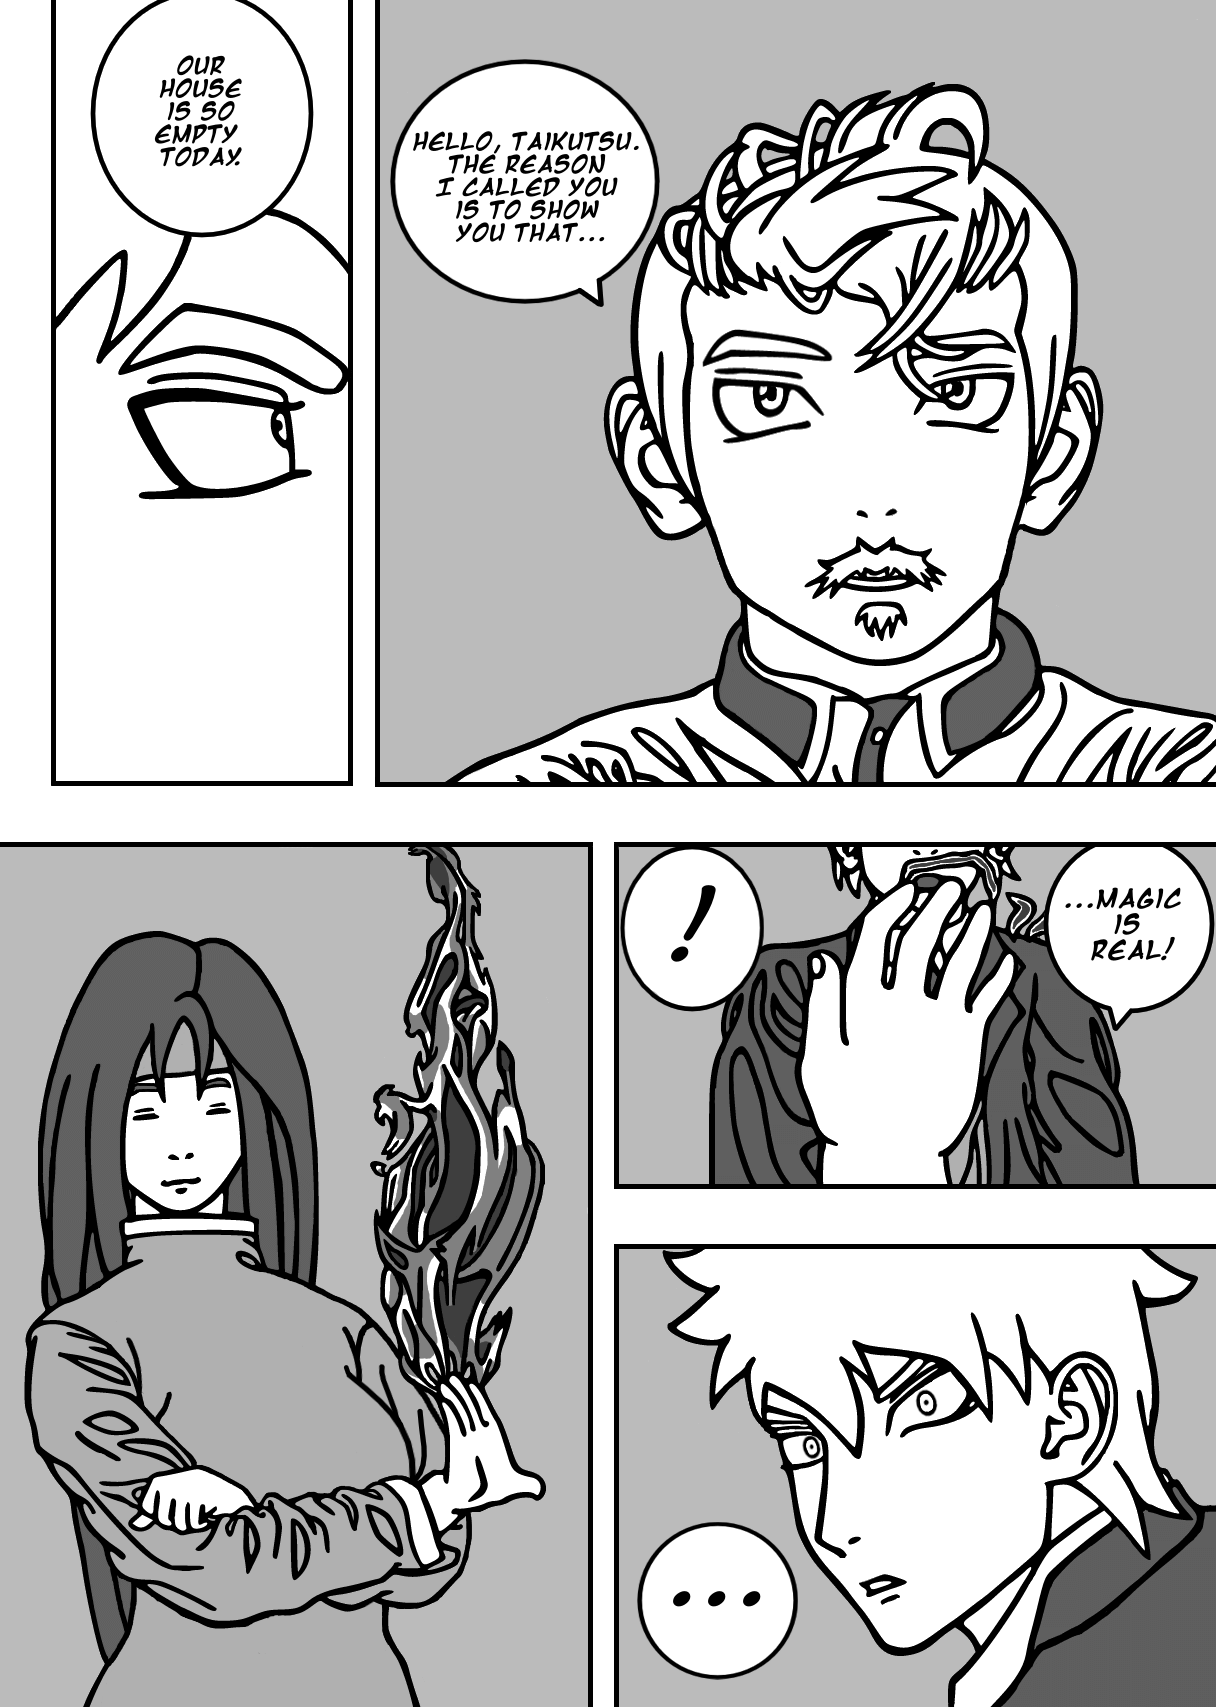 OUR
HOUSE
IS SO
EMPTY
TODAY.
HELLO, TAIKUTSU.
THE REASON
I CALLED YOU
IS TO SHOW
YOU THAT...
!
...MAGIC
IS
REAL!
...